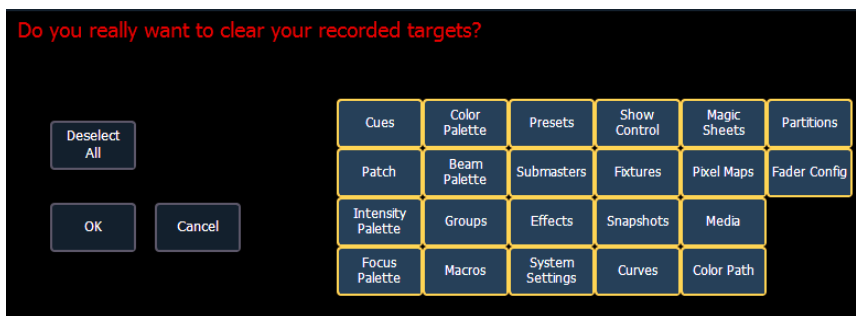 Do you really want to clear your recorded targets?
Deselect
All
OK
Cancel
Cues
Color
Palette
Presets
Show
Control
Magic
Sheets
Partitions
Patch
Beam
Palette
Submasters
Fixtures
Pixel Maps
Fader Config
Intensity
Palette
Groups
Effects
Snapshots
Media
Focus
Palette
Macros
System
Settings
Curves
Color Path